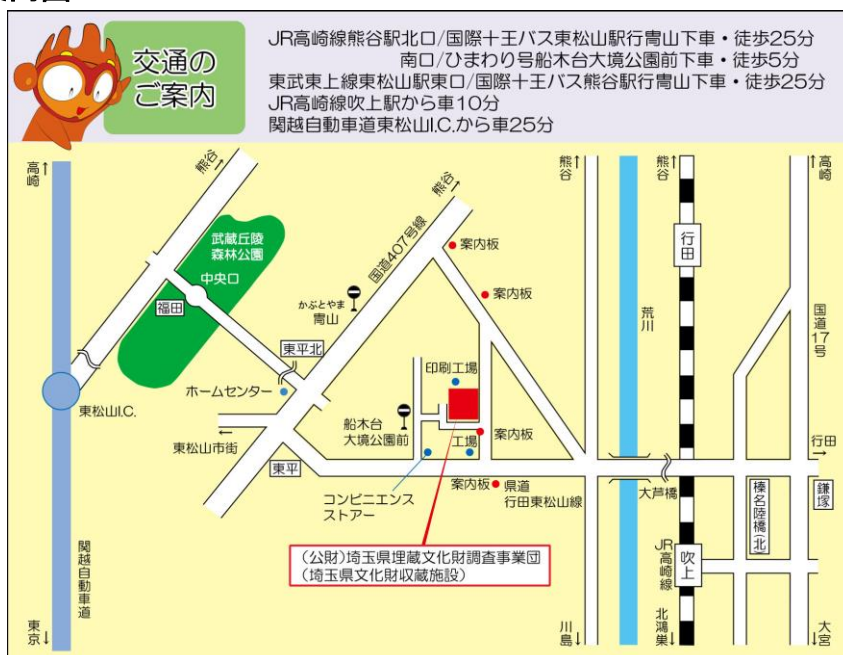 交通の
ご案内
JR高崎線熊谷駅北口/国際十王バス東松山駅行冑山下車・徒歩25分
南口/ひまわり号船木台大境公園前下車・徒歩5分
東武東上線東松山駅東口/国際十王バス熊谷駅行冑山下車・徒歩25分
JR高崎線吹上駅から車10分
関越自動車道東松山I.C.から車25分
高崎↑
熊谷→
熊谷→
熊谷↑
熊谷↑
高崎↑
武蔵丘陵
森林公園
中央口
国道407号線
案内板
行田
案内板
かぶとやま
冑山
福田
荒川
国道17号
東平北
印刷工場
ホームセンター
東松山I.C.
船木台
大境公園前
案内板
行田→
東松山市街←
工場
東平
案内板
県道
行田東松山線
大芦橋
榛名陸橋(北)
鎌塚
コンビニエンス
ストアー
関越自動車道
(公財)埼玉県埋蔵文化財調査事業団
(埼玉県文化財収蔵施設)
JR高崎線
吹上
東京↓
川島↓
北鴻巣↓
大宮↓